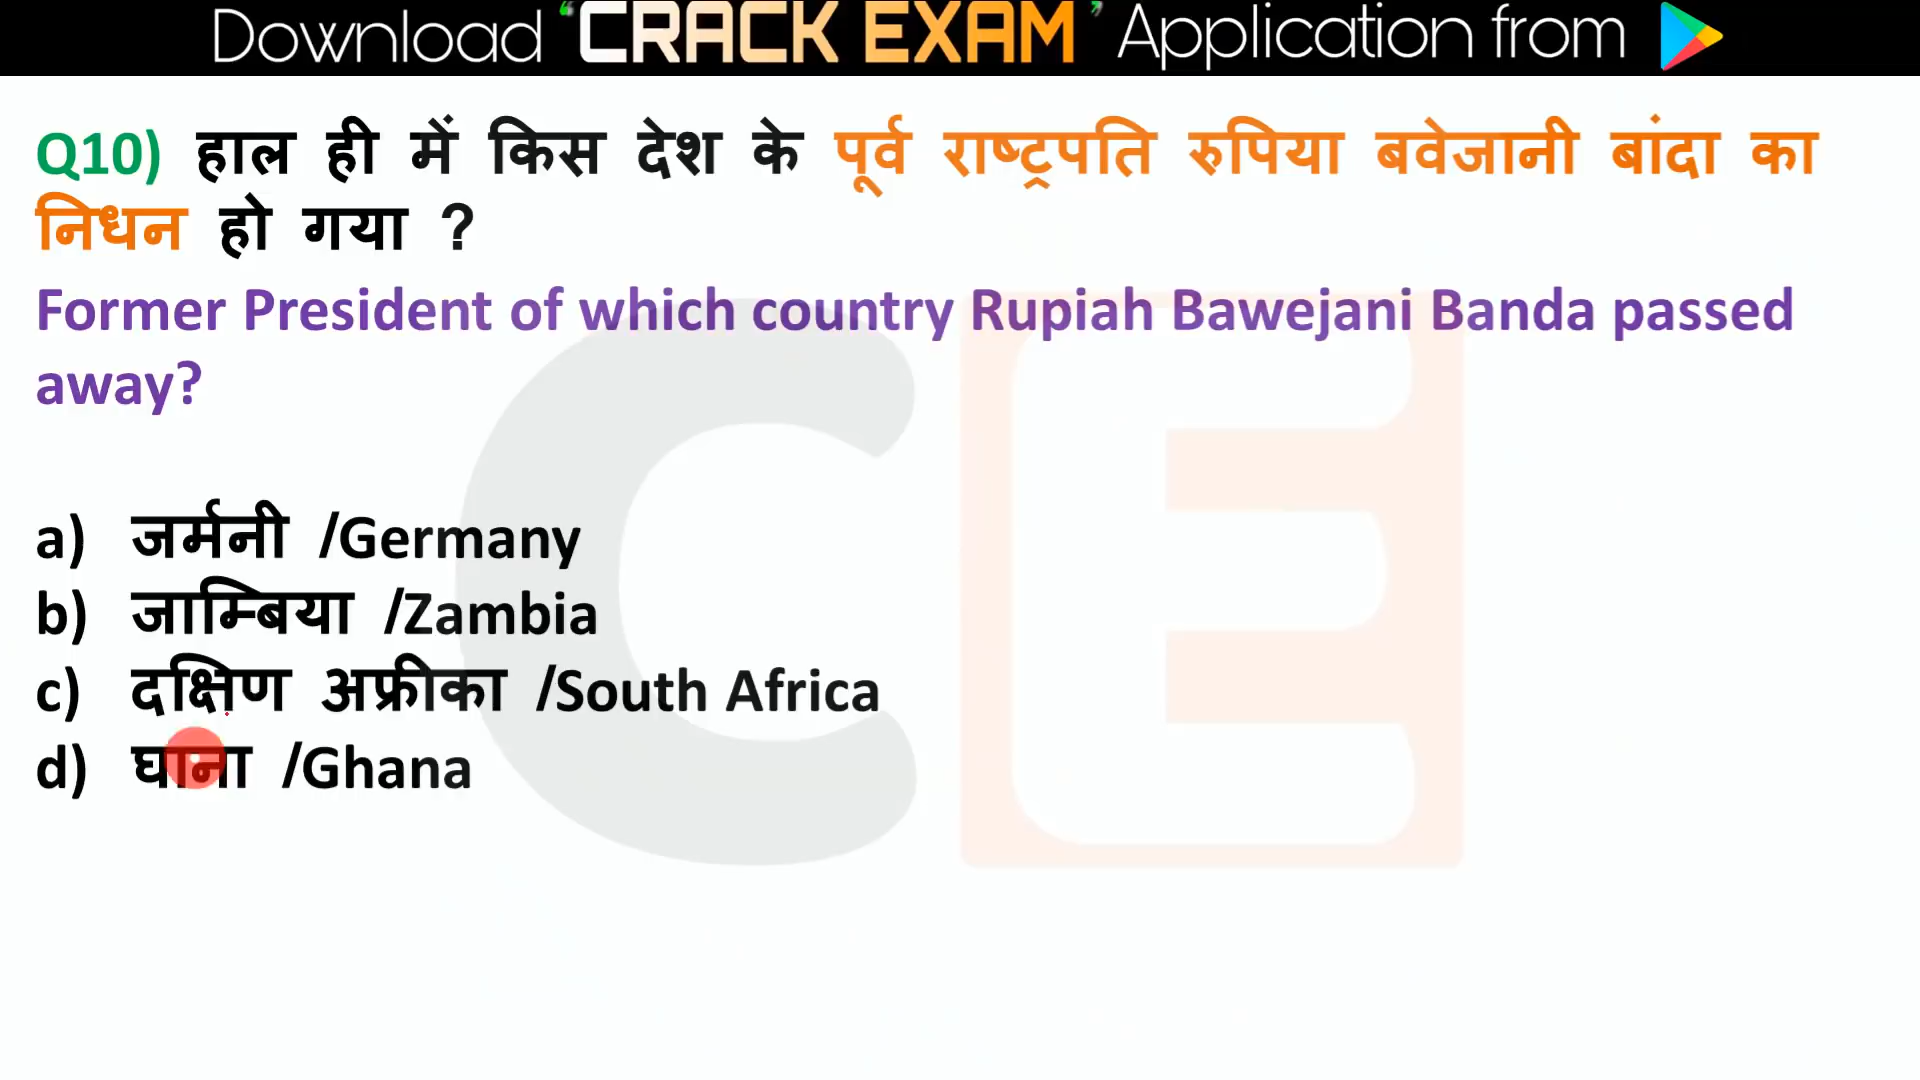 Download 'CRACK EXAM' Application from
Q10) हाल ही में किस देश के पूर्व राष्ट्रपति रुपिया बवेजानी बांदा का
निधन हो गया ?
Former President of which country Rupiah Bawejani Banda passed
away?
a) जर्मनी /Germany
b) जाम्बिया /Zambia
c) दक्षिण अफ्रीका /South Africa
d) घाना /Ghana
CE